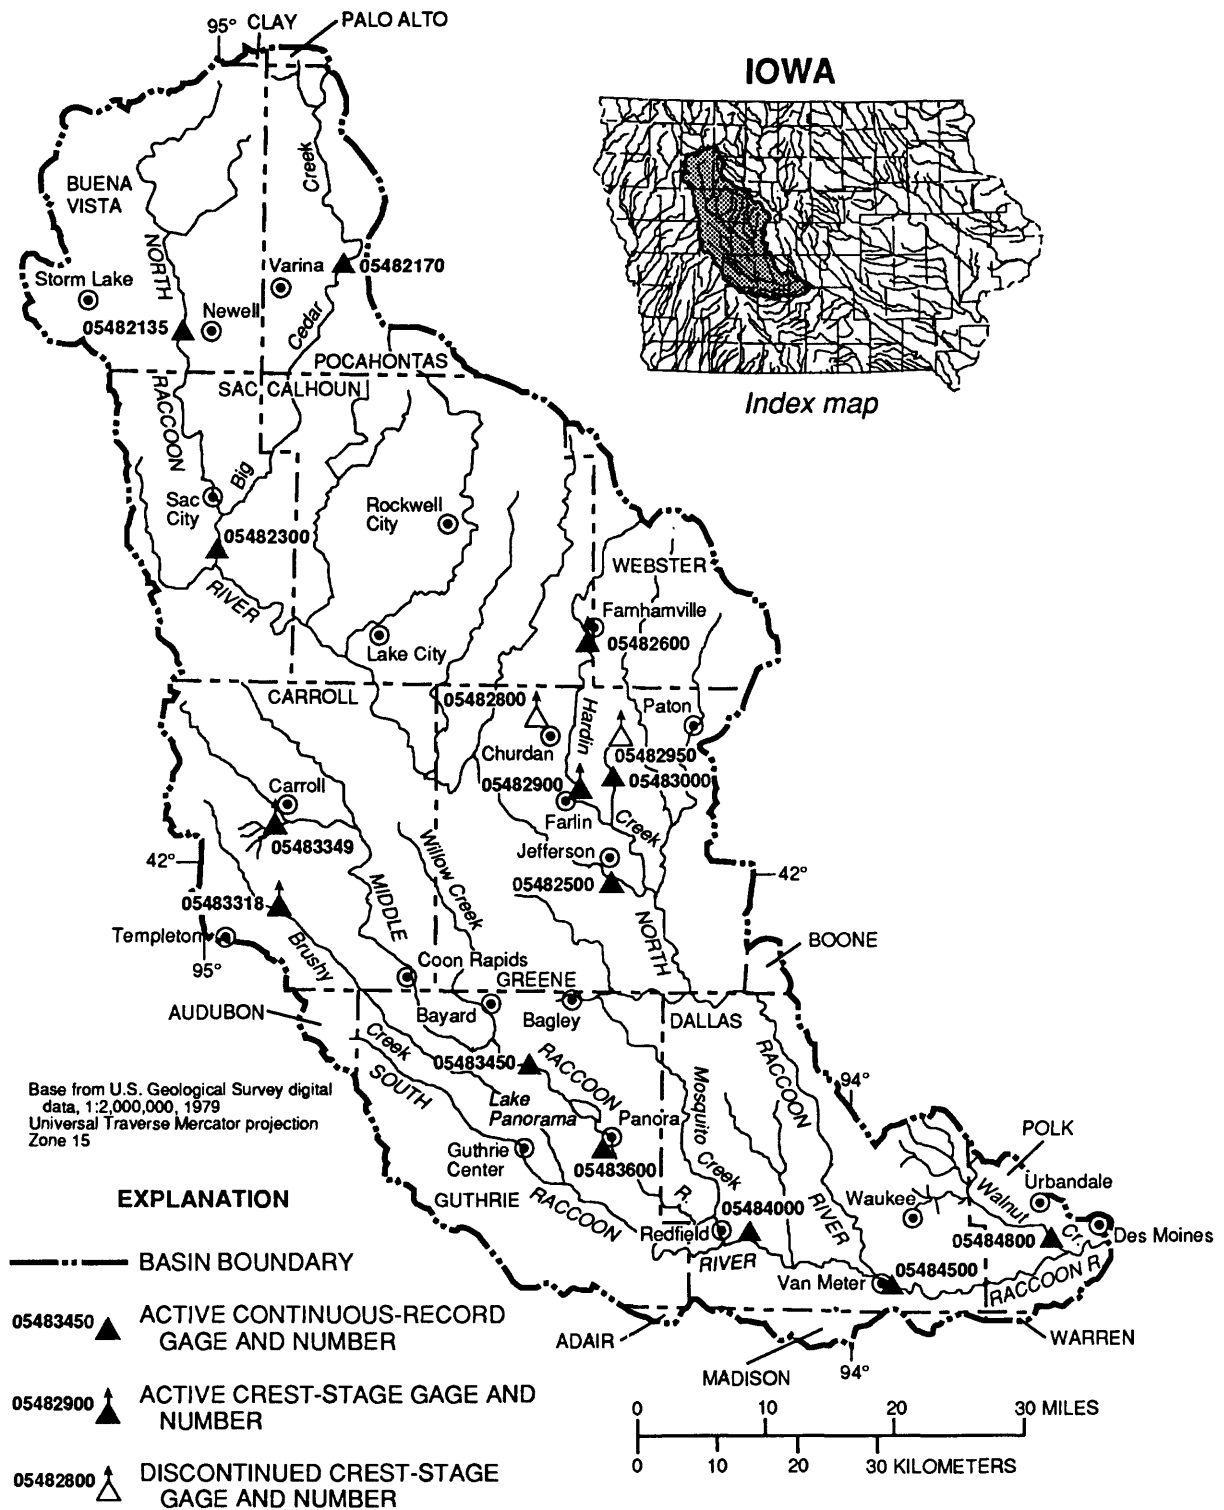 95° CLAY
PALO ALTO
IOWA
Index map
BUENA
VISTA
Creek
NORTH
Storm Lake
Varina
05482170
Newell
05482135
Cedar
POCAHONTAS
SAC CALHOUN
RACCOON
Big
Sac
City
Rockwell
City
05482300
WEBSTER
RIVER
Farnhamville
05482600
Lake City
CARROLL
05482800
Hardin
Paton
Churdan
05482950
05482900
05483000
Carroll
Farlin
Creek
05483349
Willow Creek
Jefferson
42°
42°
MIDDLE
05482500
05483318
NORTH
Templeton
Brushy
BOONE
95°
Coon Rapids
GREENE
AUDUBON
Bayard
Bagley
DALLAS
Creek
RACCOON
RACCOON
05483450
SOUTH
94°
Mosquito
Base from U.S. Geological Survey digital
data, 1:2,000,000, 1979
Universal Traverse Mercator projection
Zone 15
Lake
Panorama
Panora
POLK
Guthrie
Center
05483600
Creek
Walnut
Urbandale
GUTHRIE
RACCOON
R.
05484000
RIVER
Waukee
Cr.
Des Moines
Redfield
05484800
RIVER
Van Meter
05484500
RACCOON R
ADAIR
WARREN
MADISON
94°
EXPLANATION
BASIN BOUNDARY
05483450
ACTIVE CONTINUOUS-RECORD
GAGE AND NUMBER
05482900
ACTIVE CREST-STAGE GAGE AND
NUMBER
05482800
DISCONTINUED CREST-STAGE
GAGE AND NUMBER
0 10 20 30 MILES
0 10 20 30 KILOMETERS